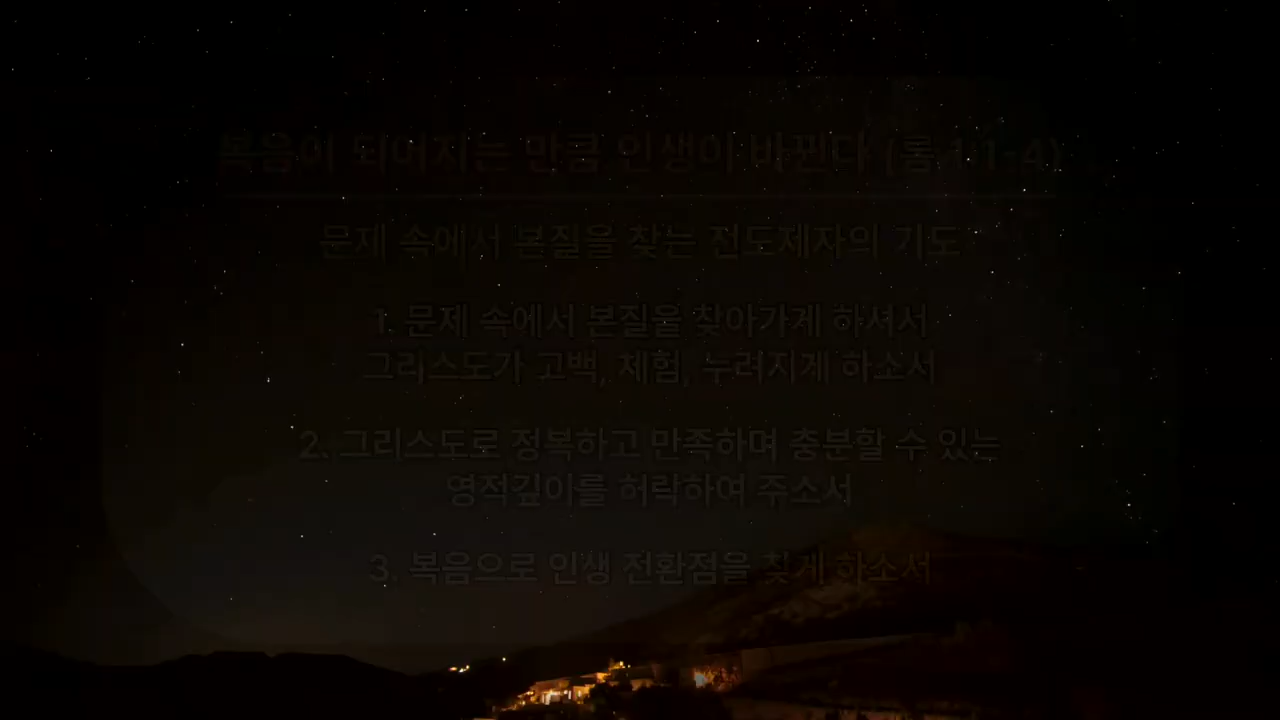 복음이 되어지는 만큼 인생이 바뀐다 (롬1:1-4)
문제 속에서 본질을 찾는 전도제자의 기도
1. 문제 속에서 본질을 찾아가게 하셔서
그리스도가 고백, 체험, 누려지게 하소서
2. 그리스도로 정복하고 만족하며 충분할 수 있는
영적깊이를 허락하여 주소서
3. 복음으로 인생 전환점을 찾게 하소서